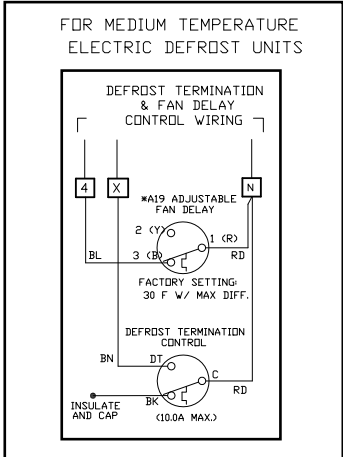 FOR MEDIUM TEMPERATURE
ELECTRIC DEFROST UNITS
DEFROST TERMINATION
& FAN DELAY
CONTROL WIRING
4
X
N
*A19 ADJUSTABLE
FAN DELAY
2 (Y)
1 (R)
BL
3 (B)
RD
FACTORY SETTING:
30 F W/ MAX DIFF.
DEFROST TERMINATION
CONTROL
BN
DT
C
BK
RD
INSULATE
AND CAP
(10.0A MAX.)